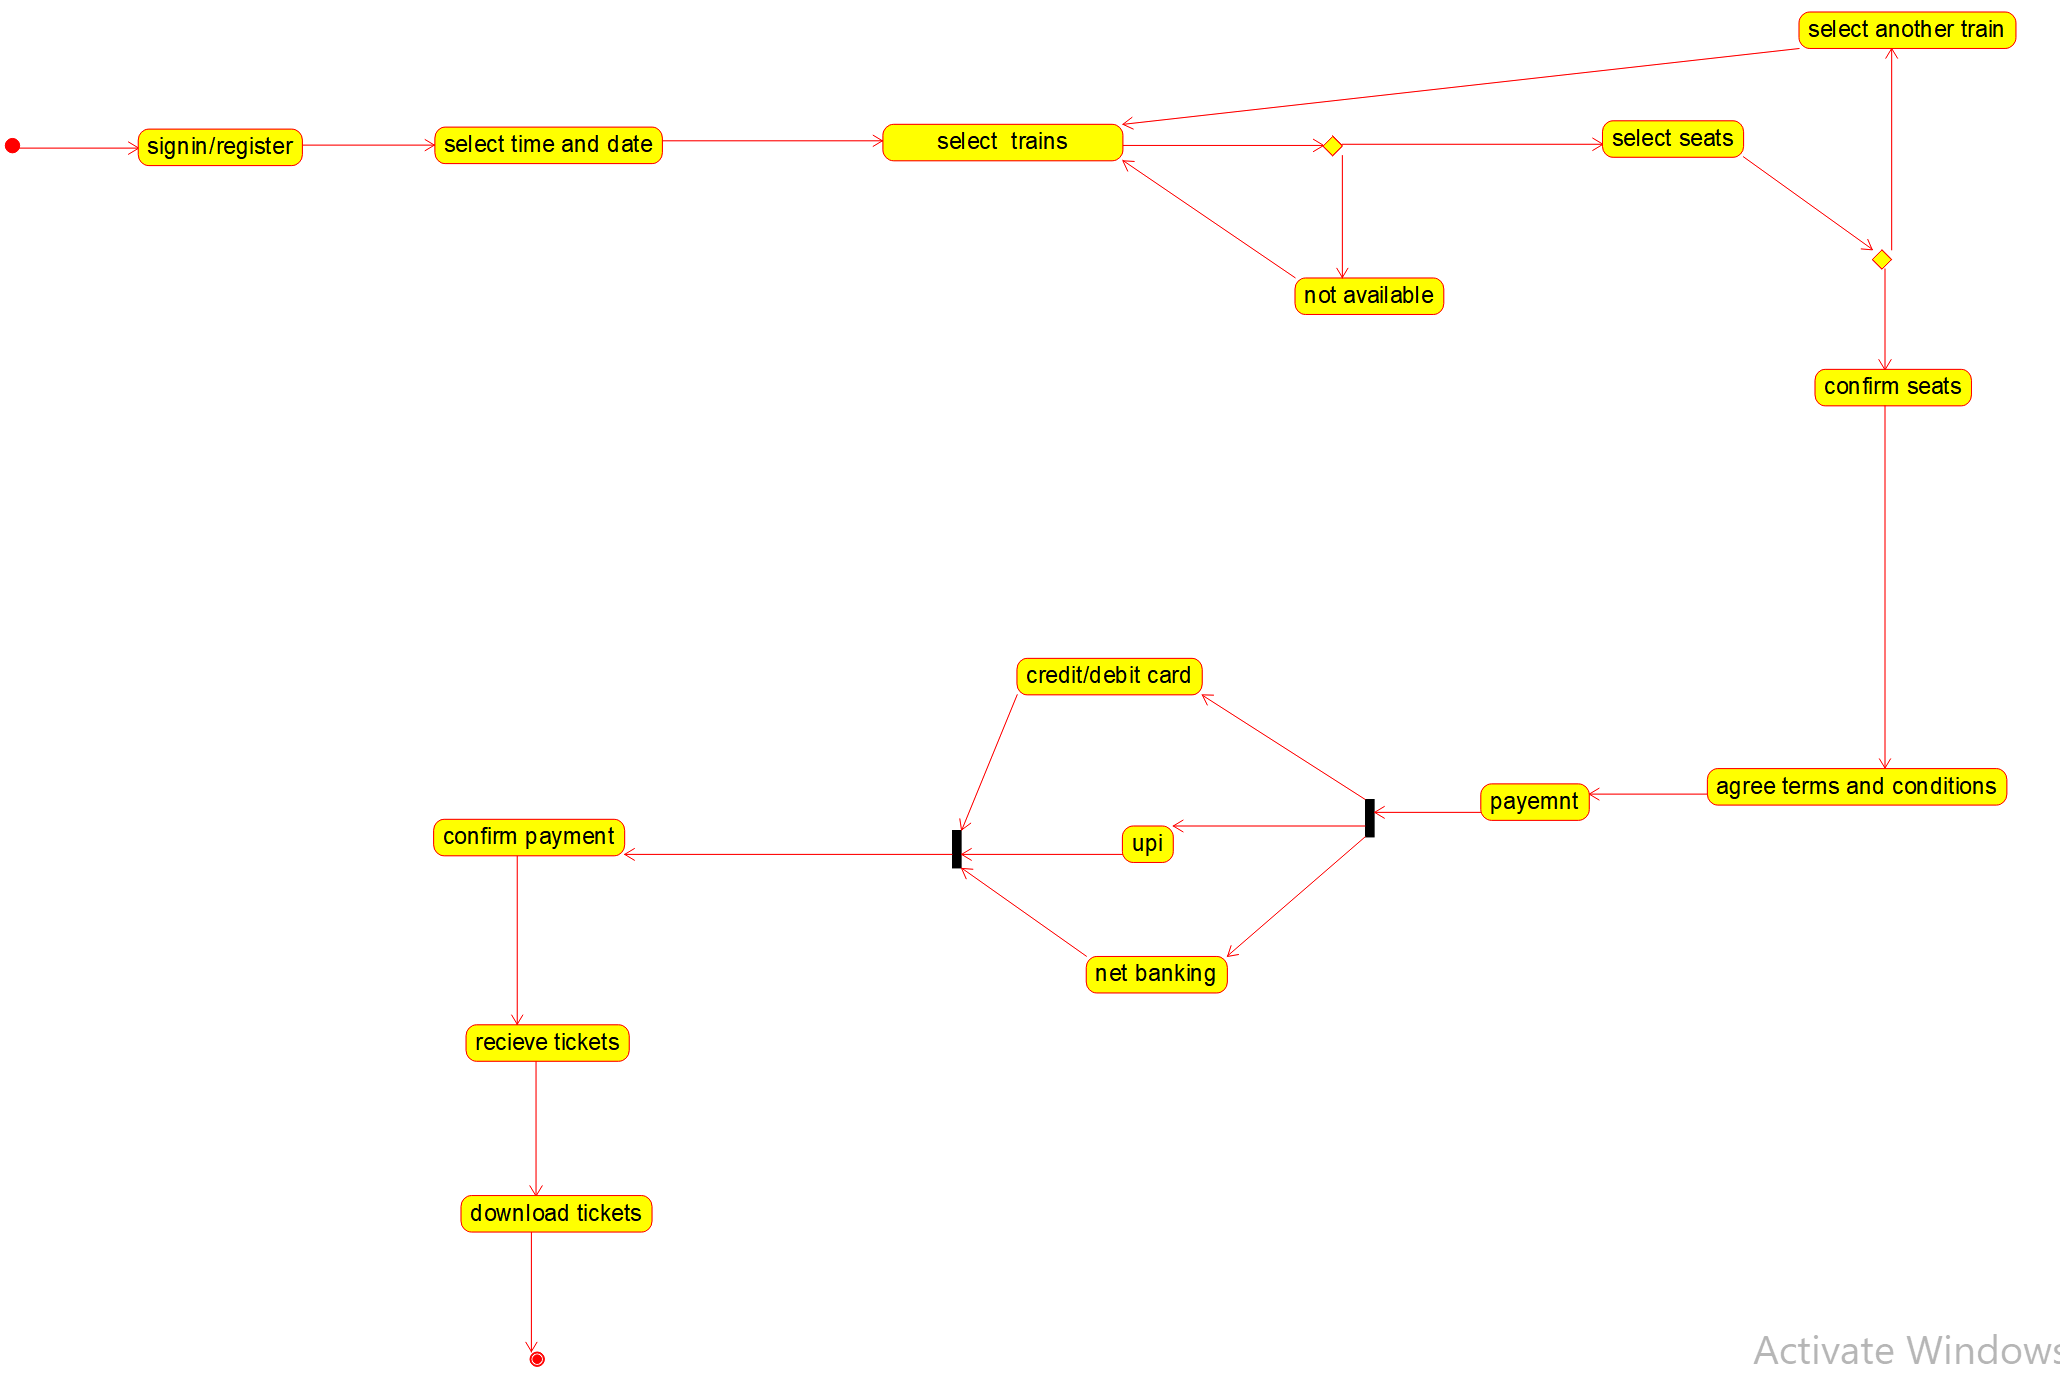 select another train
signin/register
select time and date
select  trains
select seats
not available
confirm seats
credit/debit card
agree terms and conditions
payemnt
upi
confirm payment
net banking
recieve tickets
download tickets
Activate Windows